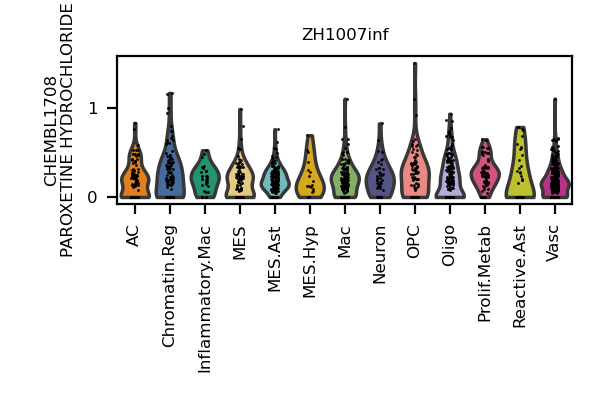 ZH1007inf
CHEMBL1708
PAROXETINE HYDROCHLORIDE
1
0
AC
Chromatin.Reg
Inflammatory.Mac
MES
MES.Ast
MES.Hyp
Mac
Neuron
OPC
Oligo
Prolif.Metab
Reactive.Ast
Vasc